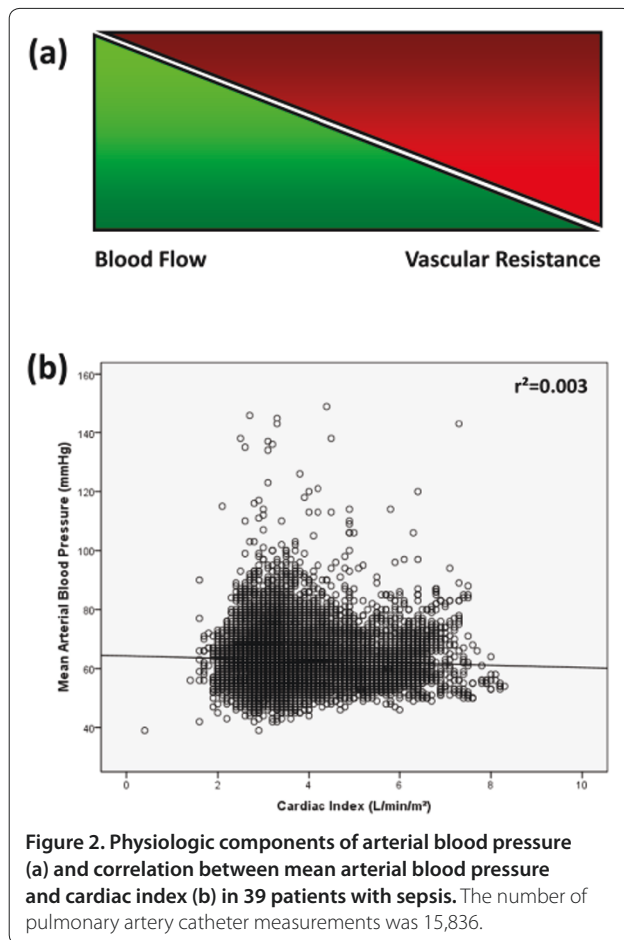 (a)
Blood Flow
Vascular Resistance
(b)
r²=0.003
160
140
120
100
80
60
40
Mean Arterial Blood Pressure (mmHg)
0
2
4
6
8
10
Cardiac Index (L/min/m²)
Figure 2. Physiologic components of arterial blood pressure
(a) and correlation between mean arterial blood pressure
and cardiac index (b) in 39 patients with sepsis. The number of
pulmonary artery catheter measurements was 15,836.